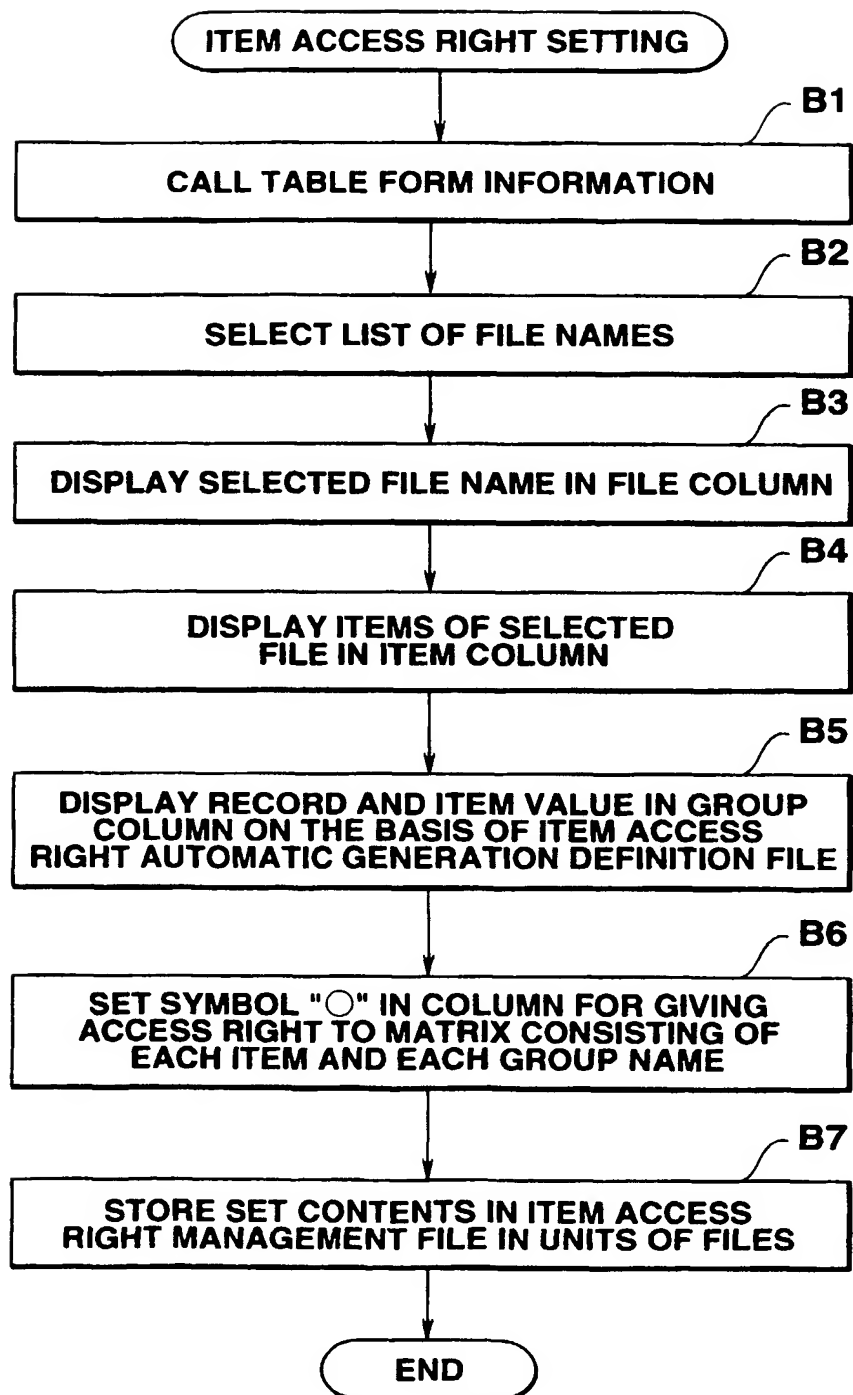 ITEM ACCESS RIGHT SETTING
B1
CALL TABLE FORM INFORMATION
B2
SELECT LIST OF FILE NAMES
B3
DISPLAY SELECTED FILE NAME IN FILE COLUMN
B4
DISPLAY ITEMS OF SELECTED
FILE IN ITEM COLUMN
B5
DISPLAY RECORD AND ITEM VALUE IN GROUP
COLUMN ON THE BASIS OF ITEM ACCESS
RIGHT AUTOMATIC GENERATION DEFINITION FILE
B6
SET SYMBOL "○" IN COLUMN FOR GIVING
ACCESS RIGHT TO MATRIX CONSISTING OF
EACH ITEM AND EACH GROUP NAME
B7
STORE SET CONTENTS IN ITEM ACCESS
RIGHT MANAGEMENT FILE IN UNITS OF FILES
END